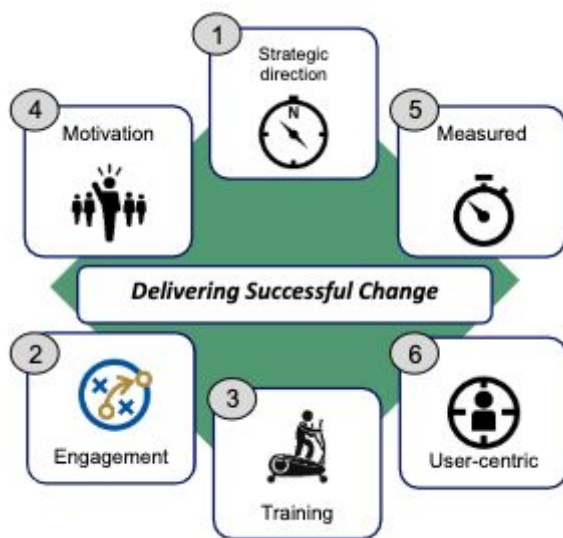 1
Strategic
direction
N
4
Motivation
5
Measured
Delivering Successful Change
2
Engagement
3
Training
6
User-centric